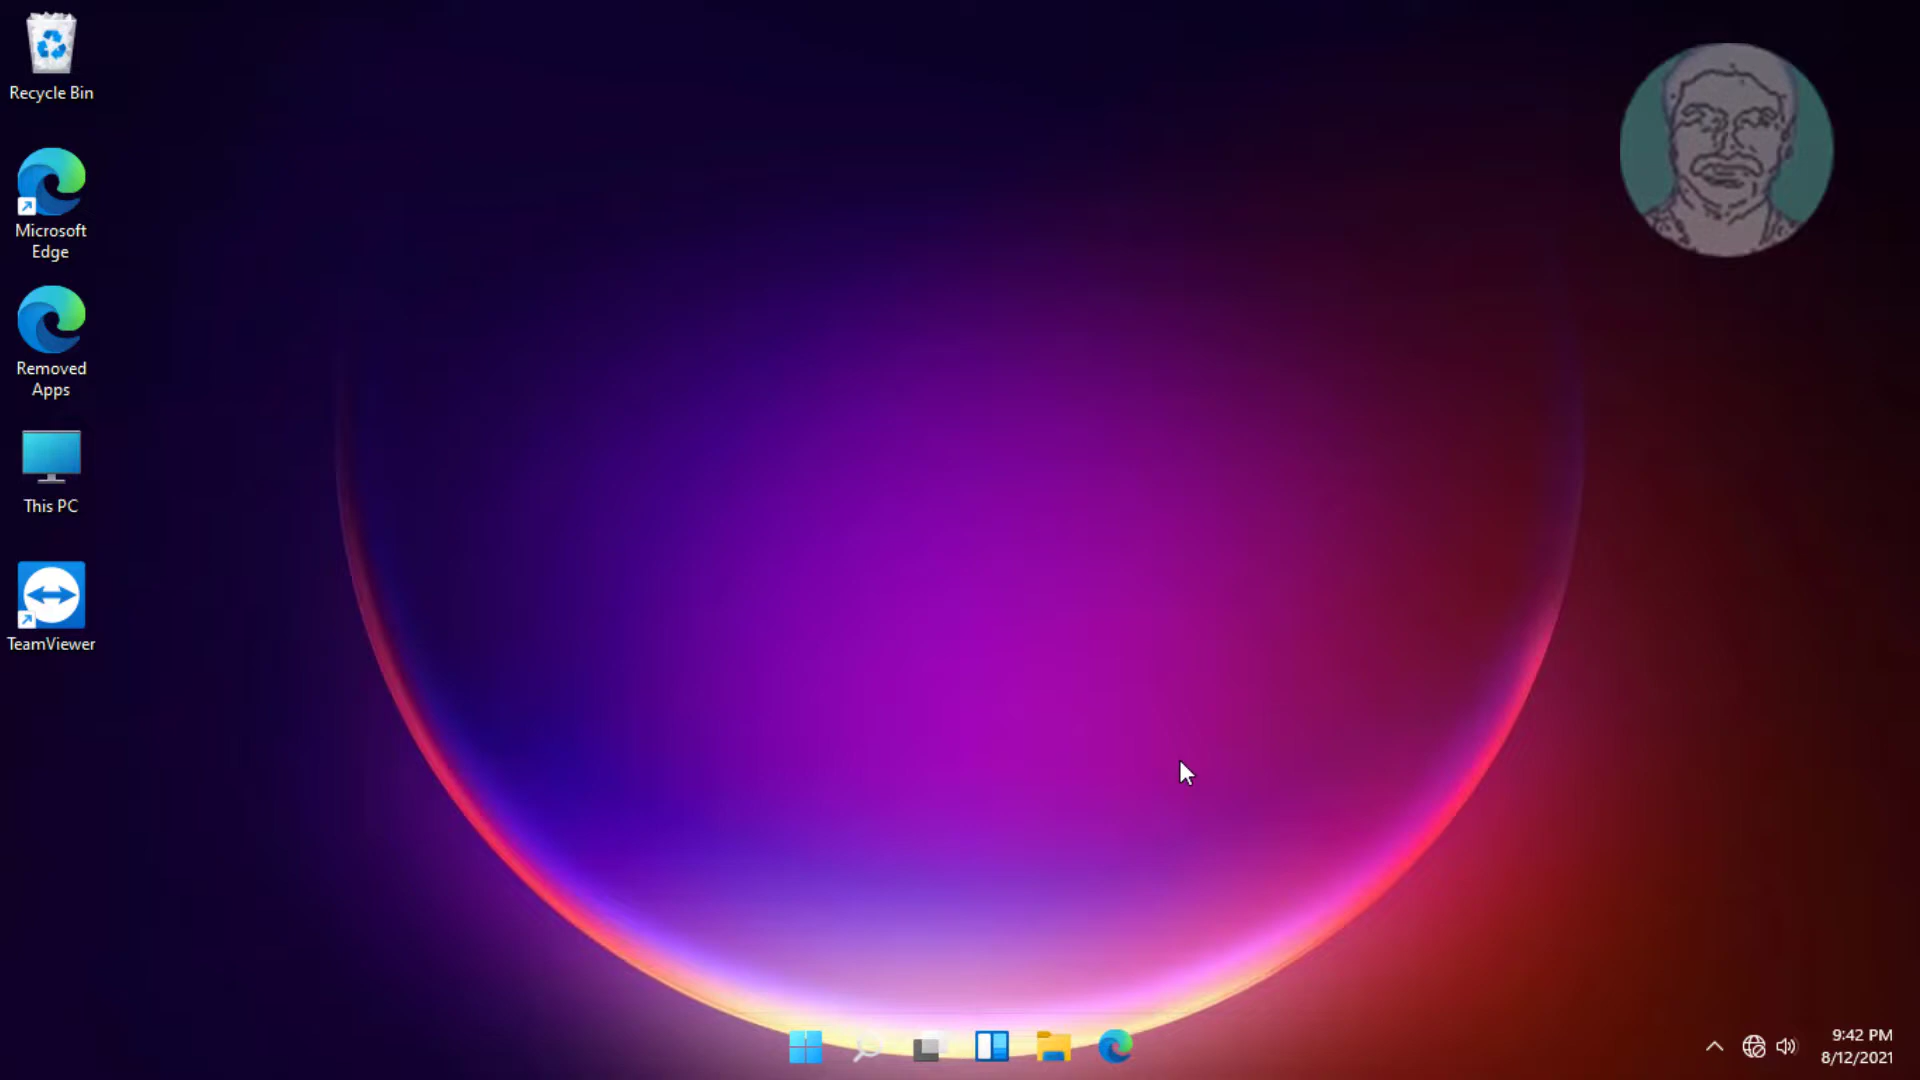 Recycle Bin
Microsoft
Edge
Removed
Apps
This PC
TeamViewer
9:42 PM
8/12/2021